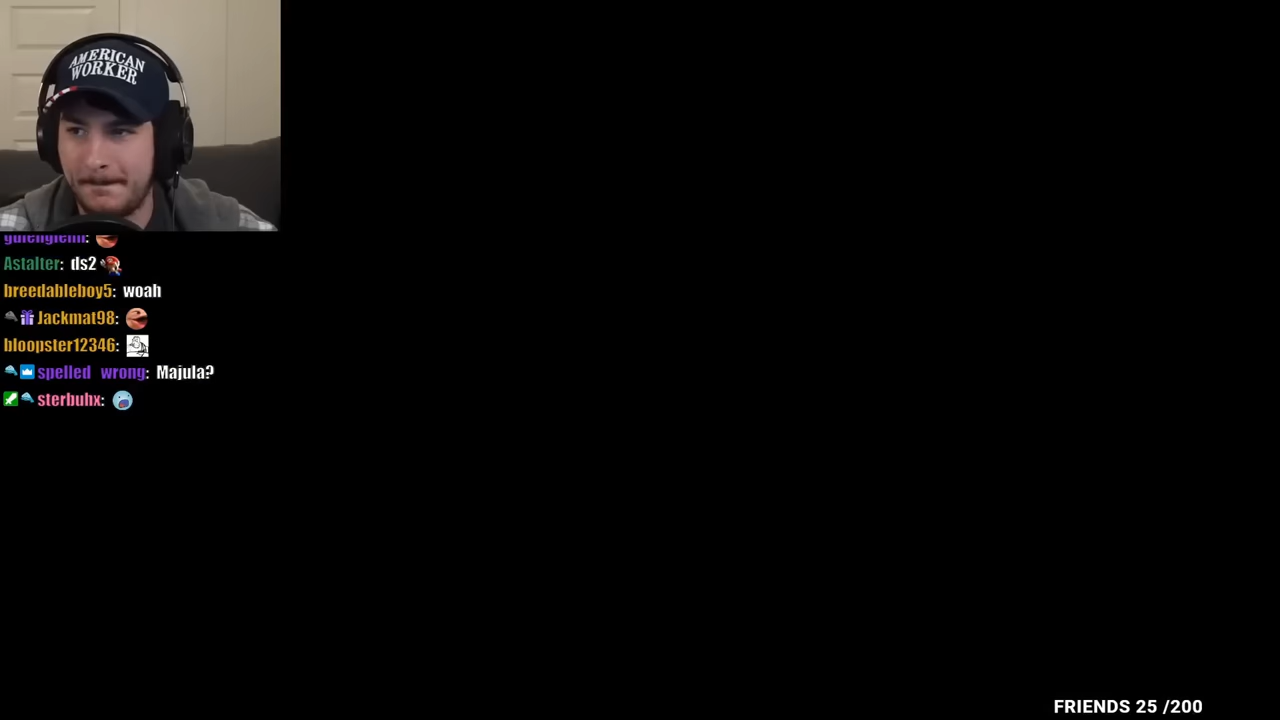 AMERICAN
WORKER
Astalter: ds2
breedableboy5: woah
Jackmat98:
bloopster12346:
spelled_wrong: Majula?
sterbuhx:
FRIENDS 25 /200